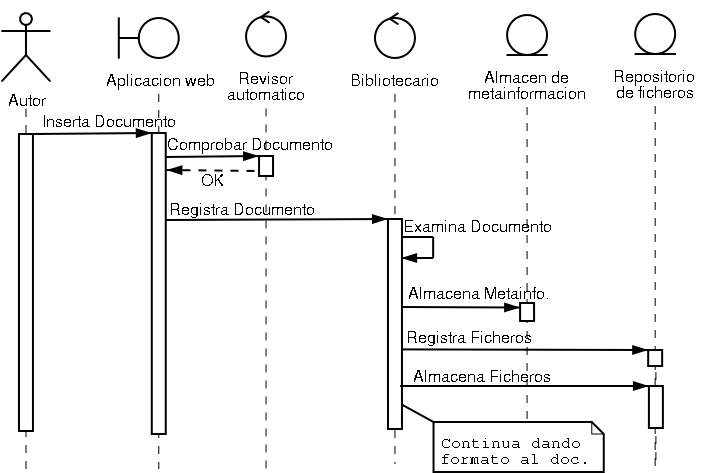 Autor
Aplicacion web
Revisor
automatico
Bibliotecario
Almacen de
metainformacion
Repositorio
de ficheros
Inserta Documento
Comprobar Documento
OK
Registra Documento
Examina Documento
Almacena Metainfo.
Registra Ficheros
Almacena Ficheros
Continua dando
formato al doc.